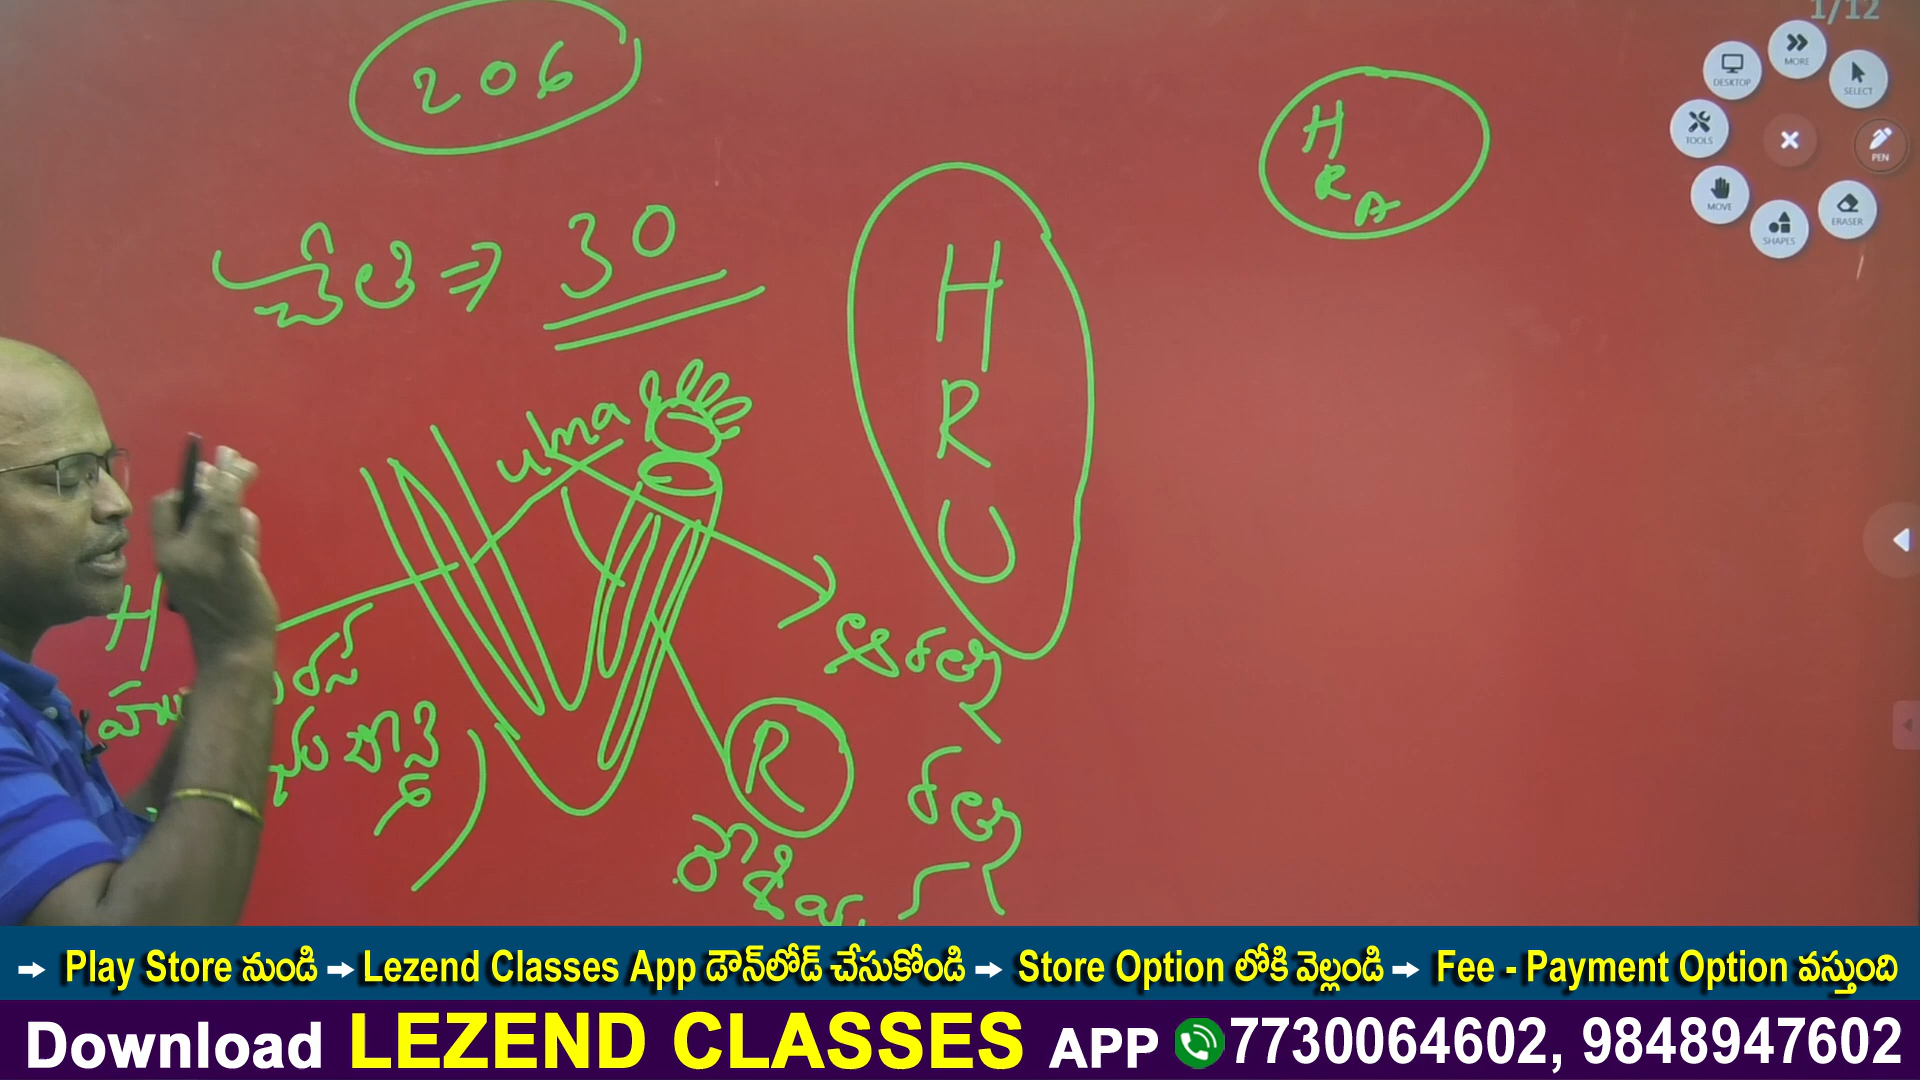 1/12
206
MORE
DESKTOP
SELECT
TOOLS
PEN
MOVE
ERASER
SHAPES
H
R
A
చేతి ⇒ 30
H
R
U
ulna
H
R
రత్ని
Play Store నుండి → Lezend Classes App డౌన్‌లోడ్ చేసుకోండి → Store Option లోకి వెల్లండి → Fee - Payment Option వస్తుంది
Download LEZEND CLASSES APP 7730064602, 9848947602